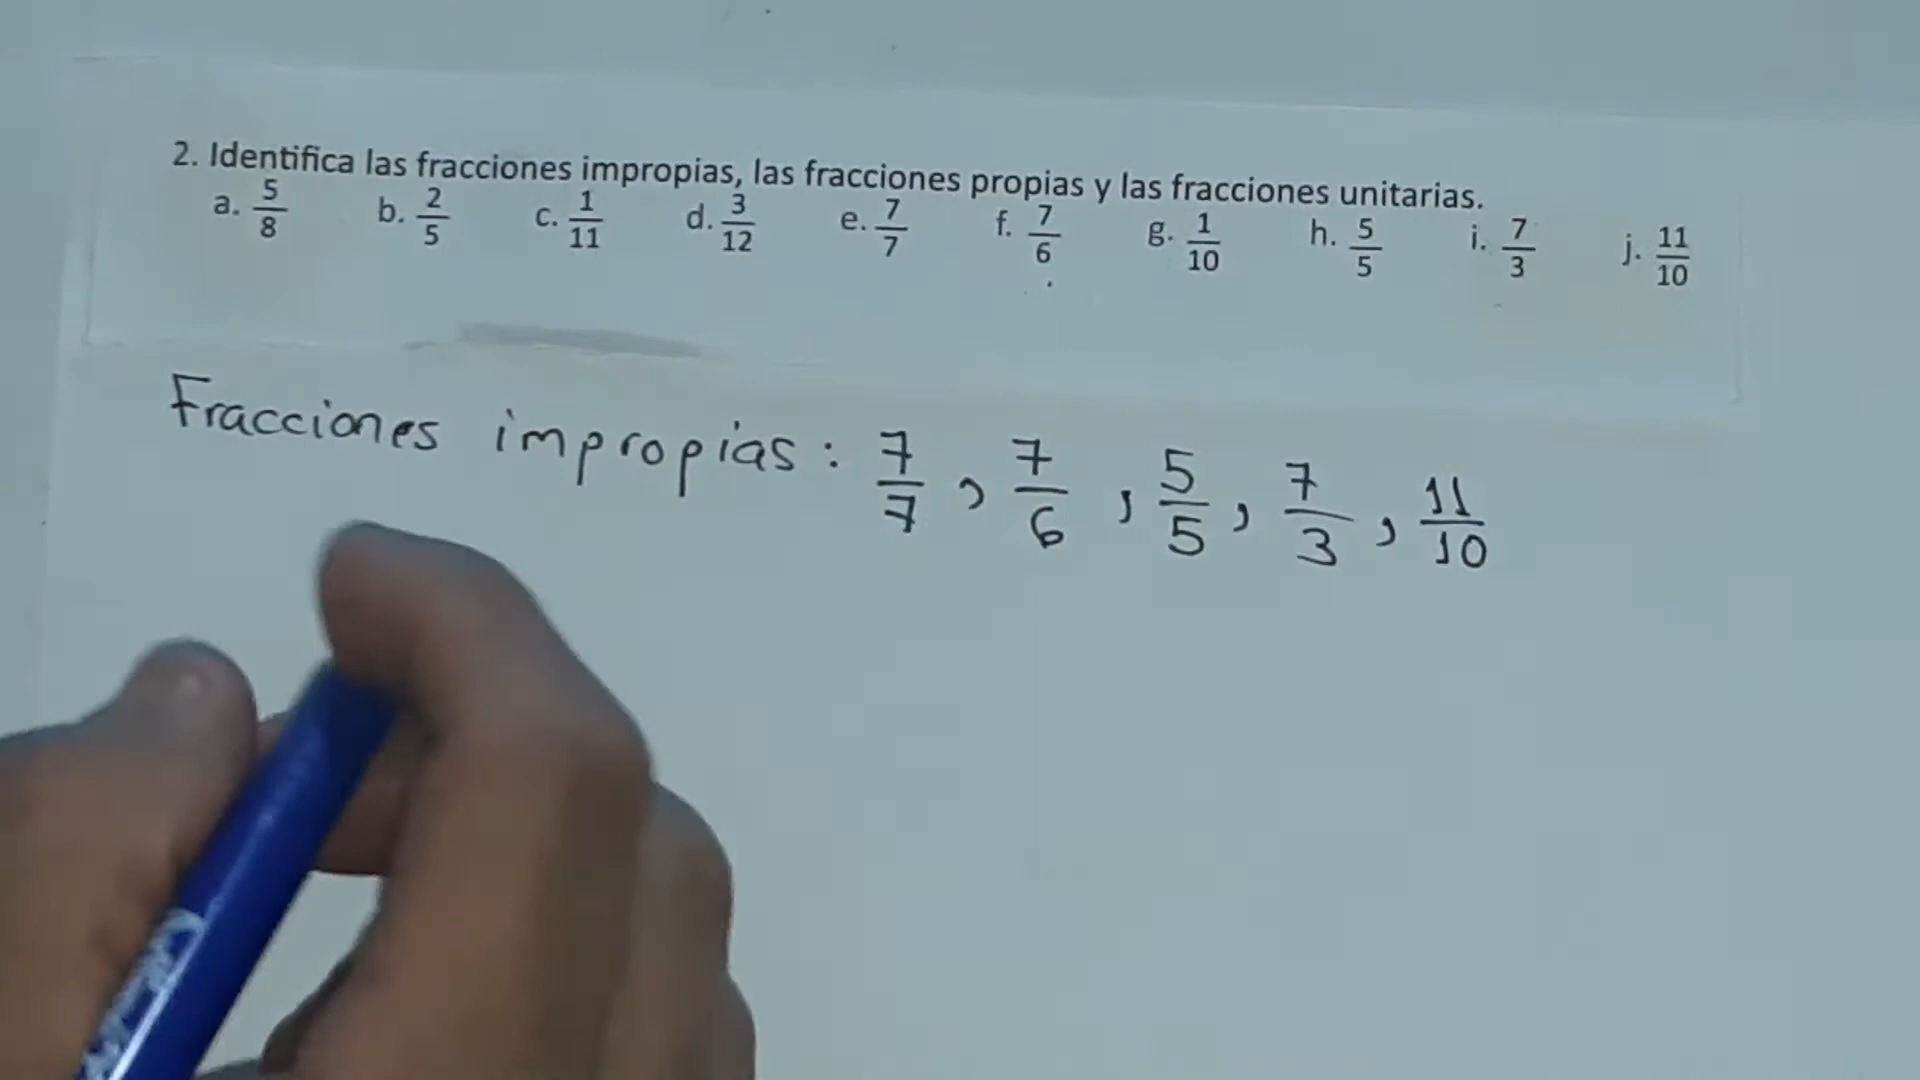 2. Identifica las fracciones impropias, las fracciones propias y las fracciones unitarias.
a. 5/8 b. 2/5 c. 1/11 d. 3/12 e. 7/7 f. 7/6 g. 1/10 h. 5/5 i. 7/3 j. 11/10
Fracciones impropias: 7/7, 7/6, 5/5, 7/3, 11/10